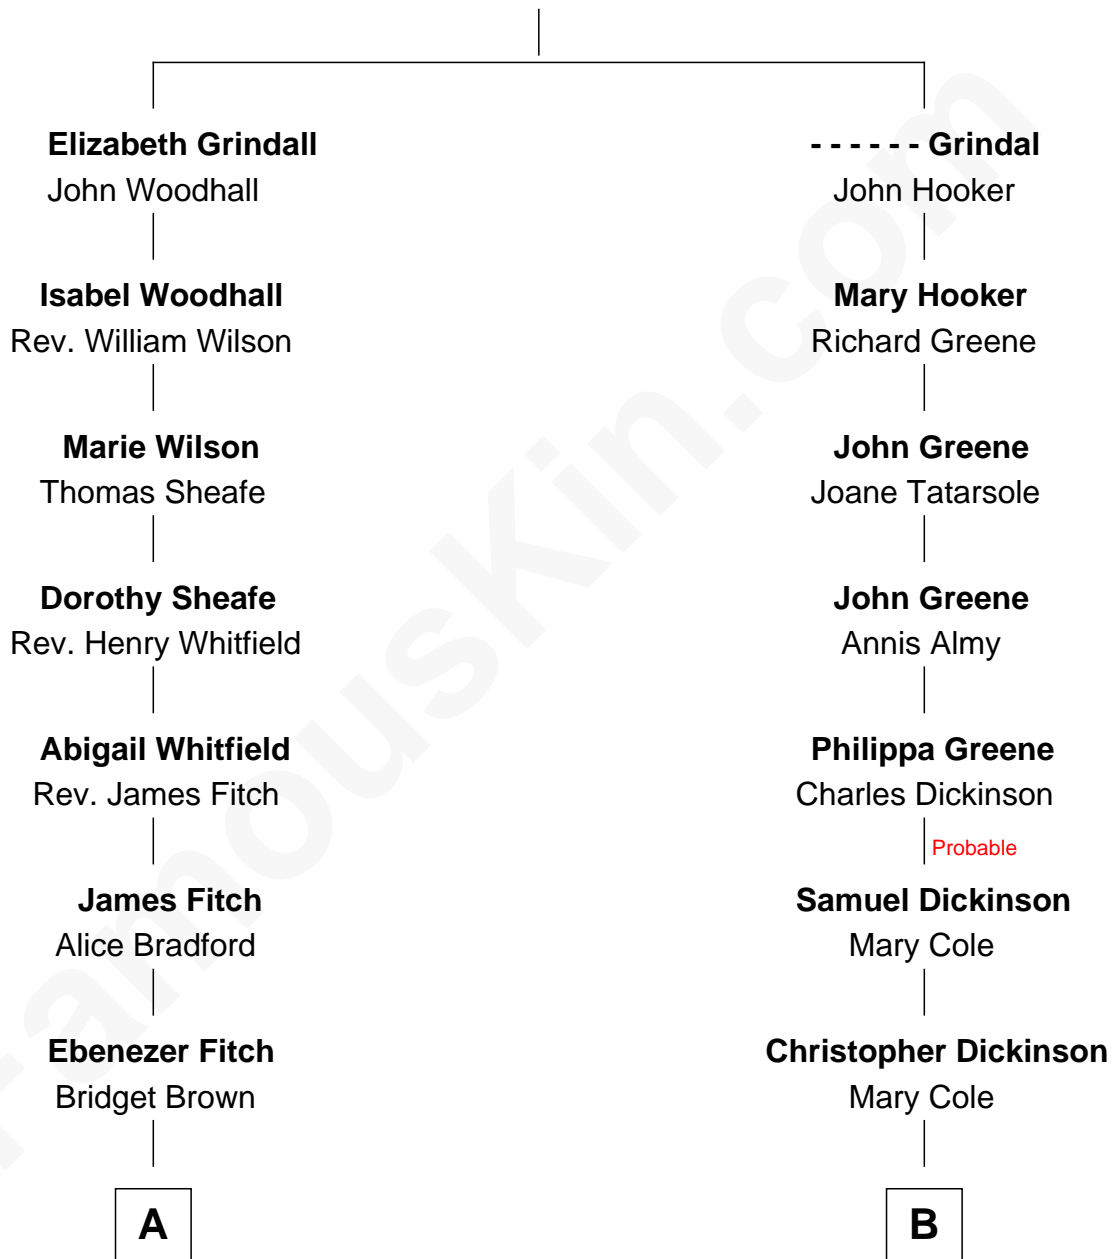 Elizabeth Grindall
John Woodhall
Isabel Woodhall
Rev. William Wilson
Marie Wilson
Thomas Sheafe
Dorothy Sheafe
Rev. Henry Whitfield
Abigail Whitfield
Rev. James Fitch
James Fitch
Alice Bradford
Ebenezer Fitch
Bridget Brown
A
- - - - - - Grindal
John Hooker
Mary Hooker
Richard Greene
John Greene
Joane Tatarsole
John Greene
Annis Almy
Philippa Greene
Charles Dickinson
Probable
Samuel Dickinson
Mary Cole
Christopher Dickinson
Mary Cole
B
FamousKin.com